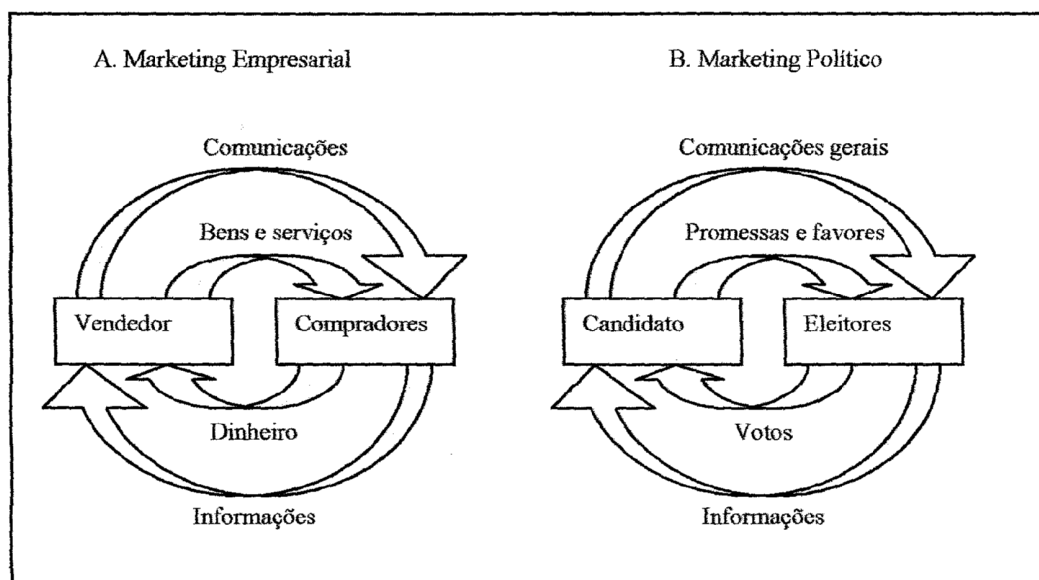 A. Marketing Empresarial
Comunicações
Bens e serviços
Vendedor
Compradores
Dinheiro
Informações
B. Marketing Político
Comunicações gerais
Promessas e favores
Candidato
Eleitores
Votos
Informações